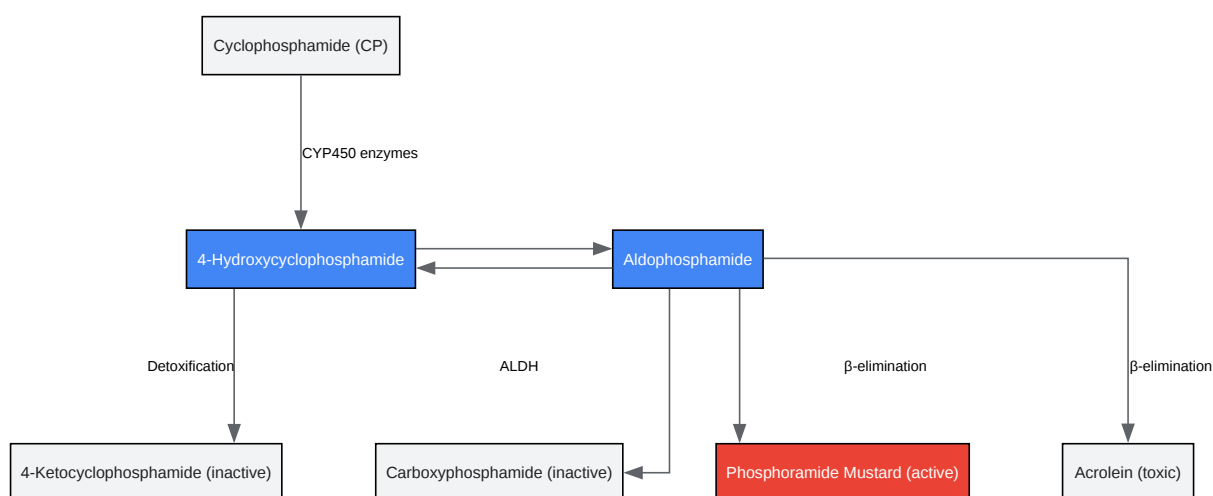 Cyclophosphamide (CP)
CYP450 enzymes
4-Hydroxycyclophosphamide
Aldophosphamide
Detoxification
ALDH
β-elimination
β-elimination
4-Ketocyclophosphamide (inactive)
Carboxyphosphamide (inactive)
Phosphoramide Mustard (active)
Acrolein (toxic)